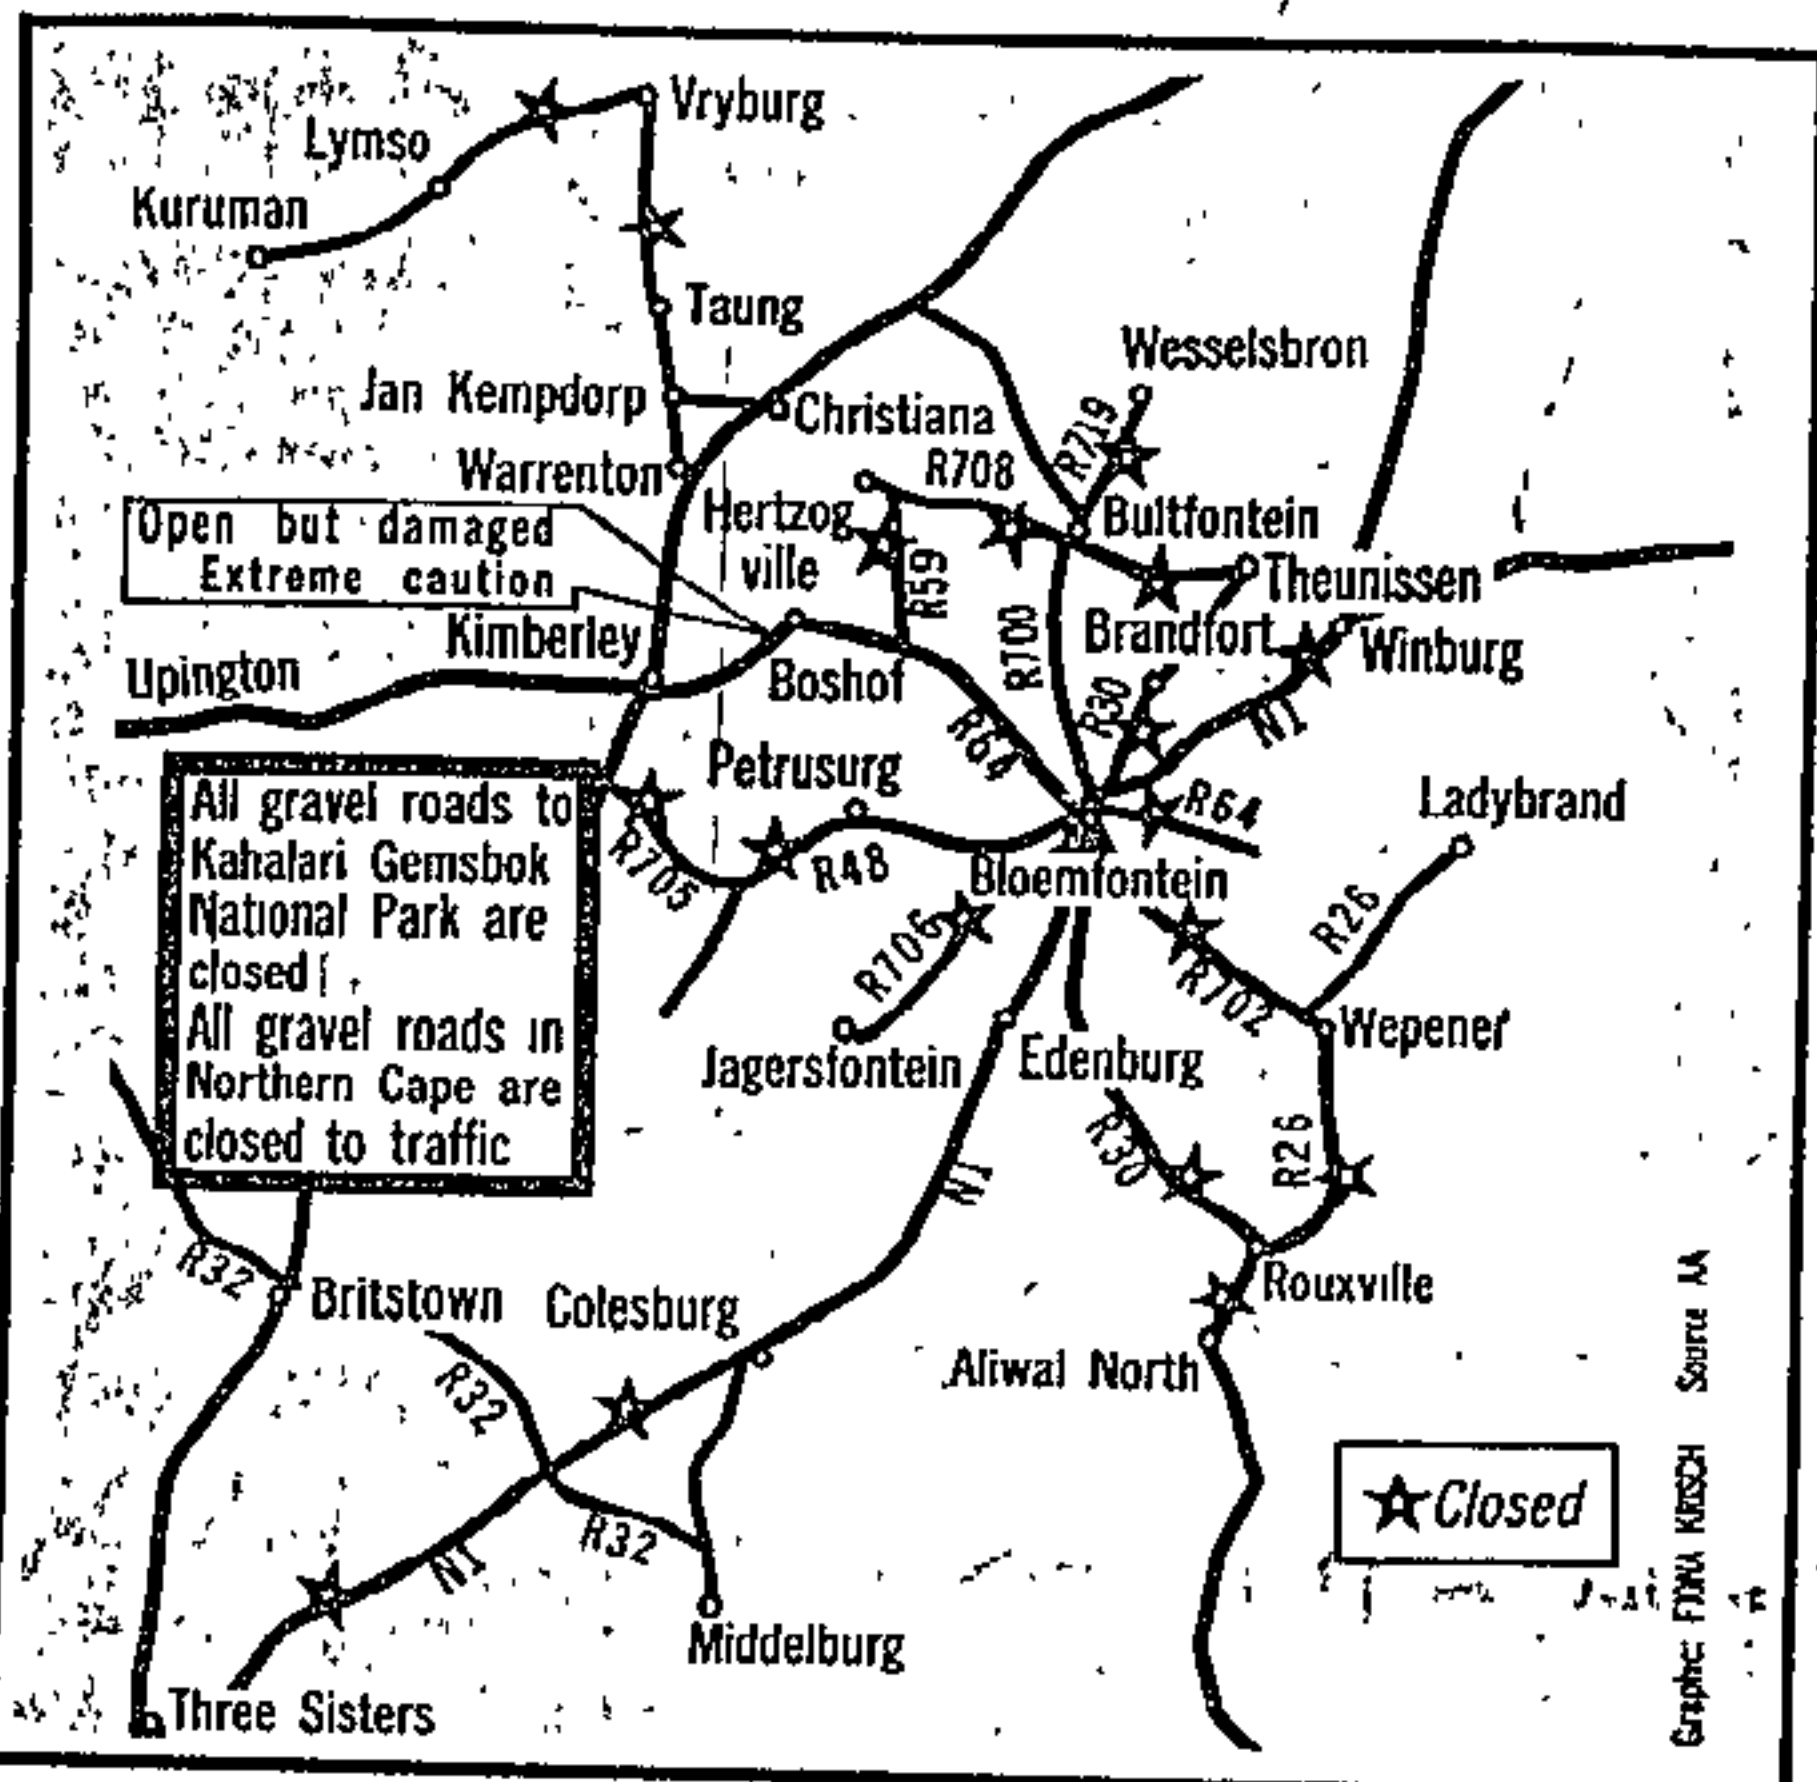 Vryburg
Lymso
Kuruman
Taung
Wesselsbron
Jan Kempdorp
Christiana
R719
Warrenton
R708
Hertzog
ville
Bultfontein
Open but damaged
Extreme caution
R59
Theunissen
Kimberley
R700
Brandfort
Winburg
Upington
Boshof
R30
N1
R64
Petrusurg
R64
Ladybrand
All gravel roads to
Kahalari Gemsbok
National Park are
closed
All gravel roads in
Northern Cape are
closed to traffic
R705
R48
Bloemfontein
R706
R26
R702
Wepener
Jagersfontein
Edenburg
R30
R26
N1
R32
Britstown
Colesburg
Rouxville
Aliwal North
R32
R32
N1
Closed
Middelburg
Three Sisters
Graphic: FIONA KRISCH Source AA